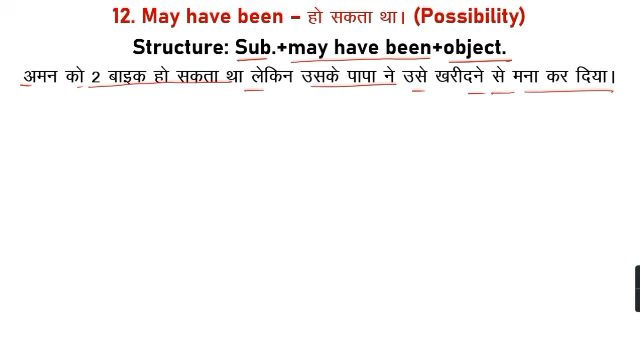 12. May have been – हो सकता था। (Possibility)
Structure: Sub.+may have been+object.
अमन को 2 बाइक हो सकता था लेकिन उसके पापा ने उसे खरीदने से मना कर दिया।